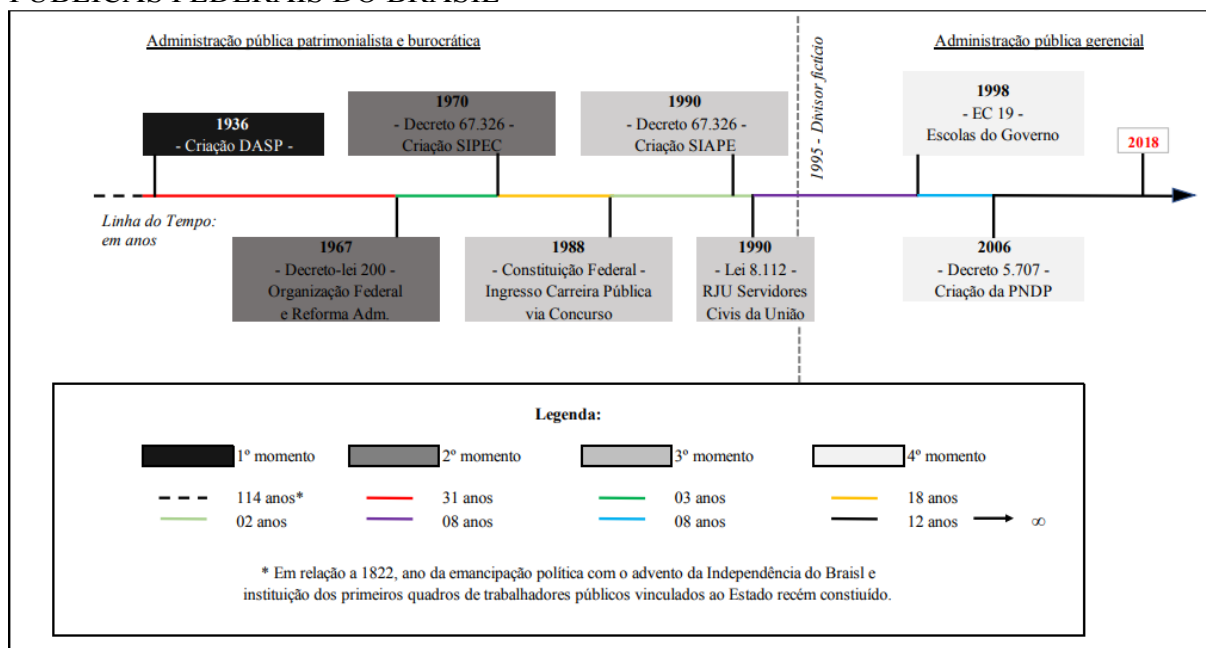 PÚBLICAS FEDERAIS DO BRASIL
Administração pública patrimonialista e burocrática
Administração pública gerencial
1995 - Divisor fictício
1936
- Criação DASP -
1970
- Decreto 67.326 -
Criação SIPEC
1990
- Decreto 67.326 -
Criação SIAPE
1998
- EC 19 -
Escolas do Governo
2018
Linha do Tempo:
em anos
1967
- Decreto-lei 200 -
Organização Federal
e Reforma Adm.
1988
- Constituição Federal -
Ingresso Carreira Pública
via Concurso
1990
- Lei 8.112 -
RJU Servidores
Civis da União
2006
- Decreto 5.707 -
Criação da PNDP
Legenda:
1º momento
2º momento
3º momento
4º momento
114 anos*
31 anos
03 anos
18 anos
02 anos
08 anos
08 anos
12 anos ∞
* Em relação a 1822, ano da emancipação política com o advento da Independência do Braisl e
instituição dos primeiros quadros de trabalhadores públicos vinculados ao Estado recém constiuído.